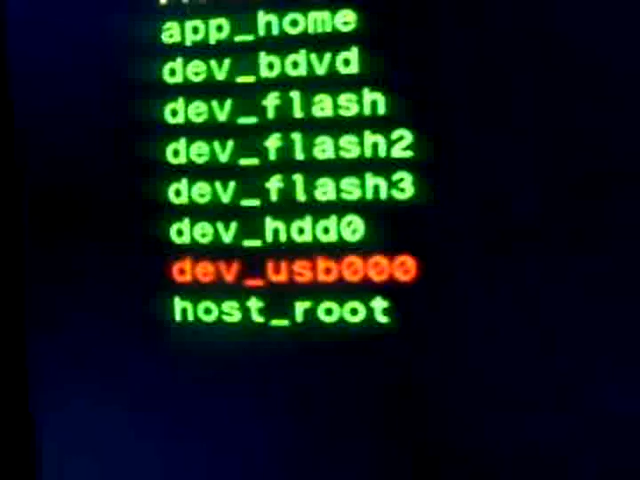 app_home
dev_bdvd
dev_flash
dev_flash2
dev_flash3
dev_hdd0
dev_usb000
host_root